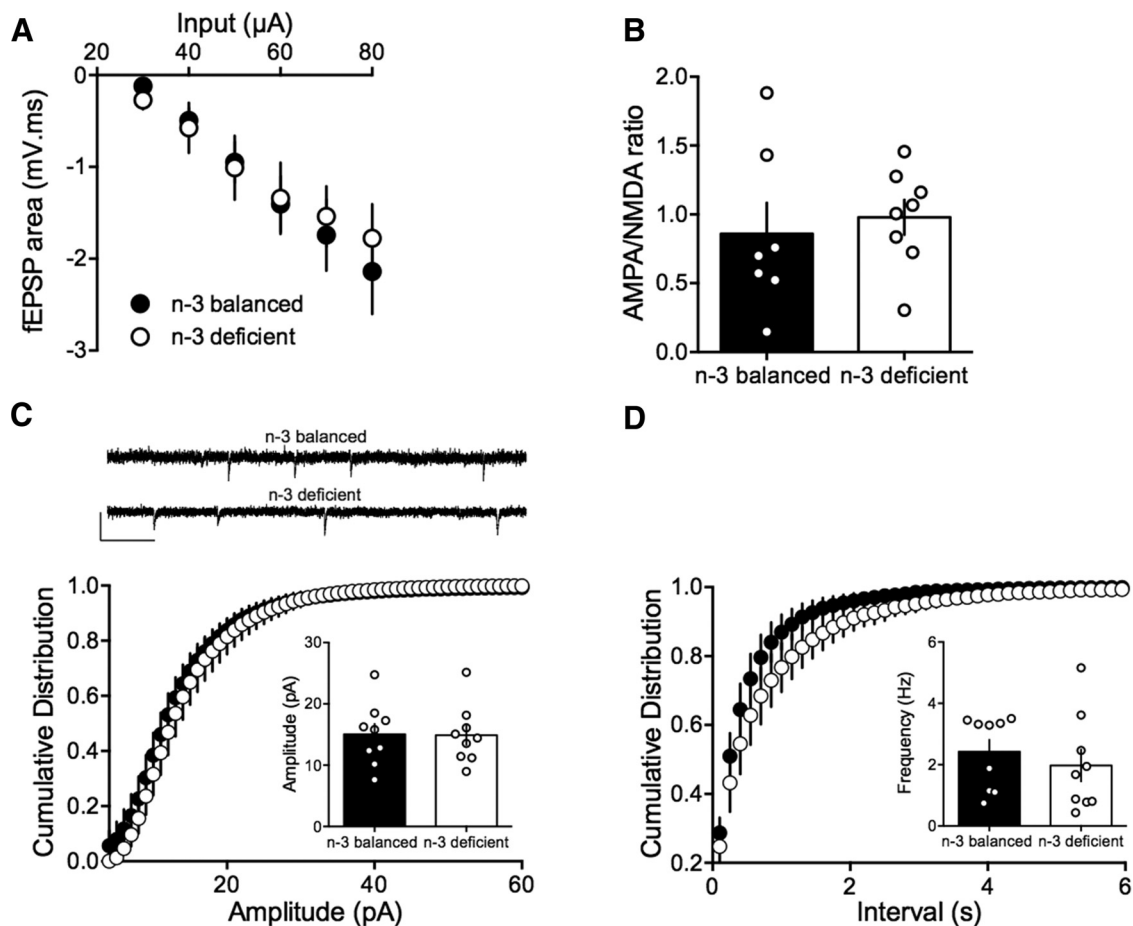 A
Input (µA)
20 40 60 80
0
-1
-2
-3
fEPSP area (mV.ms)
n-3 balanced
n-3 deficient
B
2.0
1.5
1.0
0.5
0.0
AMPA/NMDA ratio
n-3 balanced n-3 deficient
C
n-3 balanced
n-3 deficient
1.0
0.8
0.6
0.4
0.2
0.0
Cumulative Distribution
20 40 60
Amplitude (pA)
30
20
10
0
Amplitude (pA)
n-3 balanced n-3 deficient
D
1.0
0.8
0.6
0.4
0.2
Cumulative Distribution
0 2 4 6
Interval (s)
6
4
2
0
Frequency (Hz)
n-3 balanced n-3 deficient